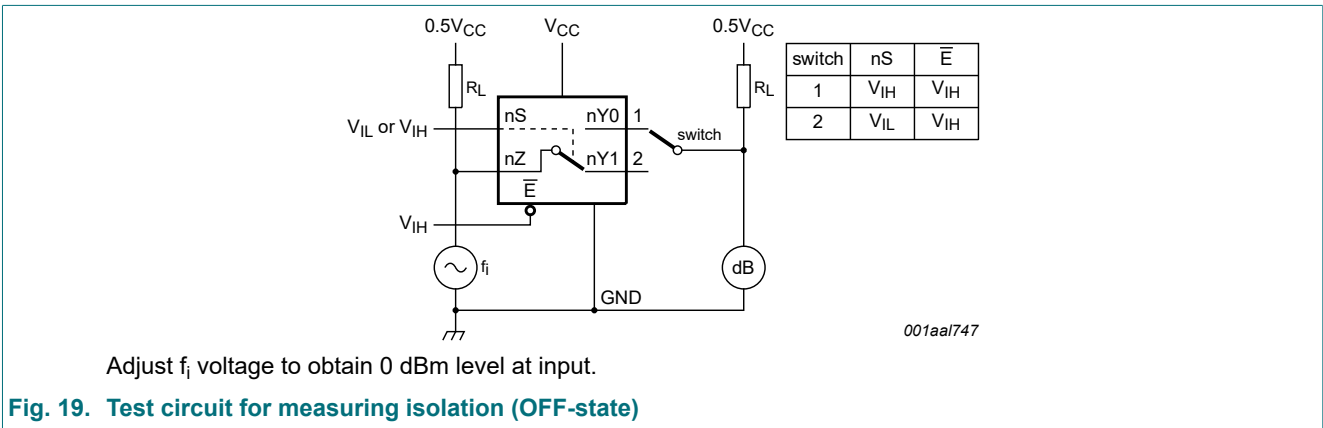 0.5VCC VCC 0.5VCC
switch nS E̅
RL RL 1 VIH VIH
2 VIL VIH
VIL or VIH nS nY0 1 switch
nZ nY1 2
E̅
VIH
fi dB
GND
001aal747
Adjust fi voltage to obtain 0 dBm level at input.
Fig. 19. Test circuit for measuring isolation (OFF-state)